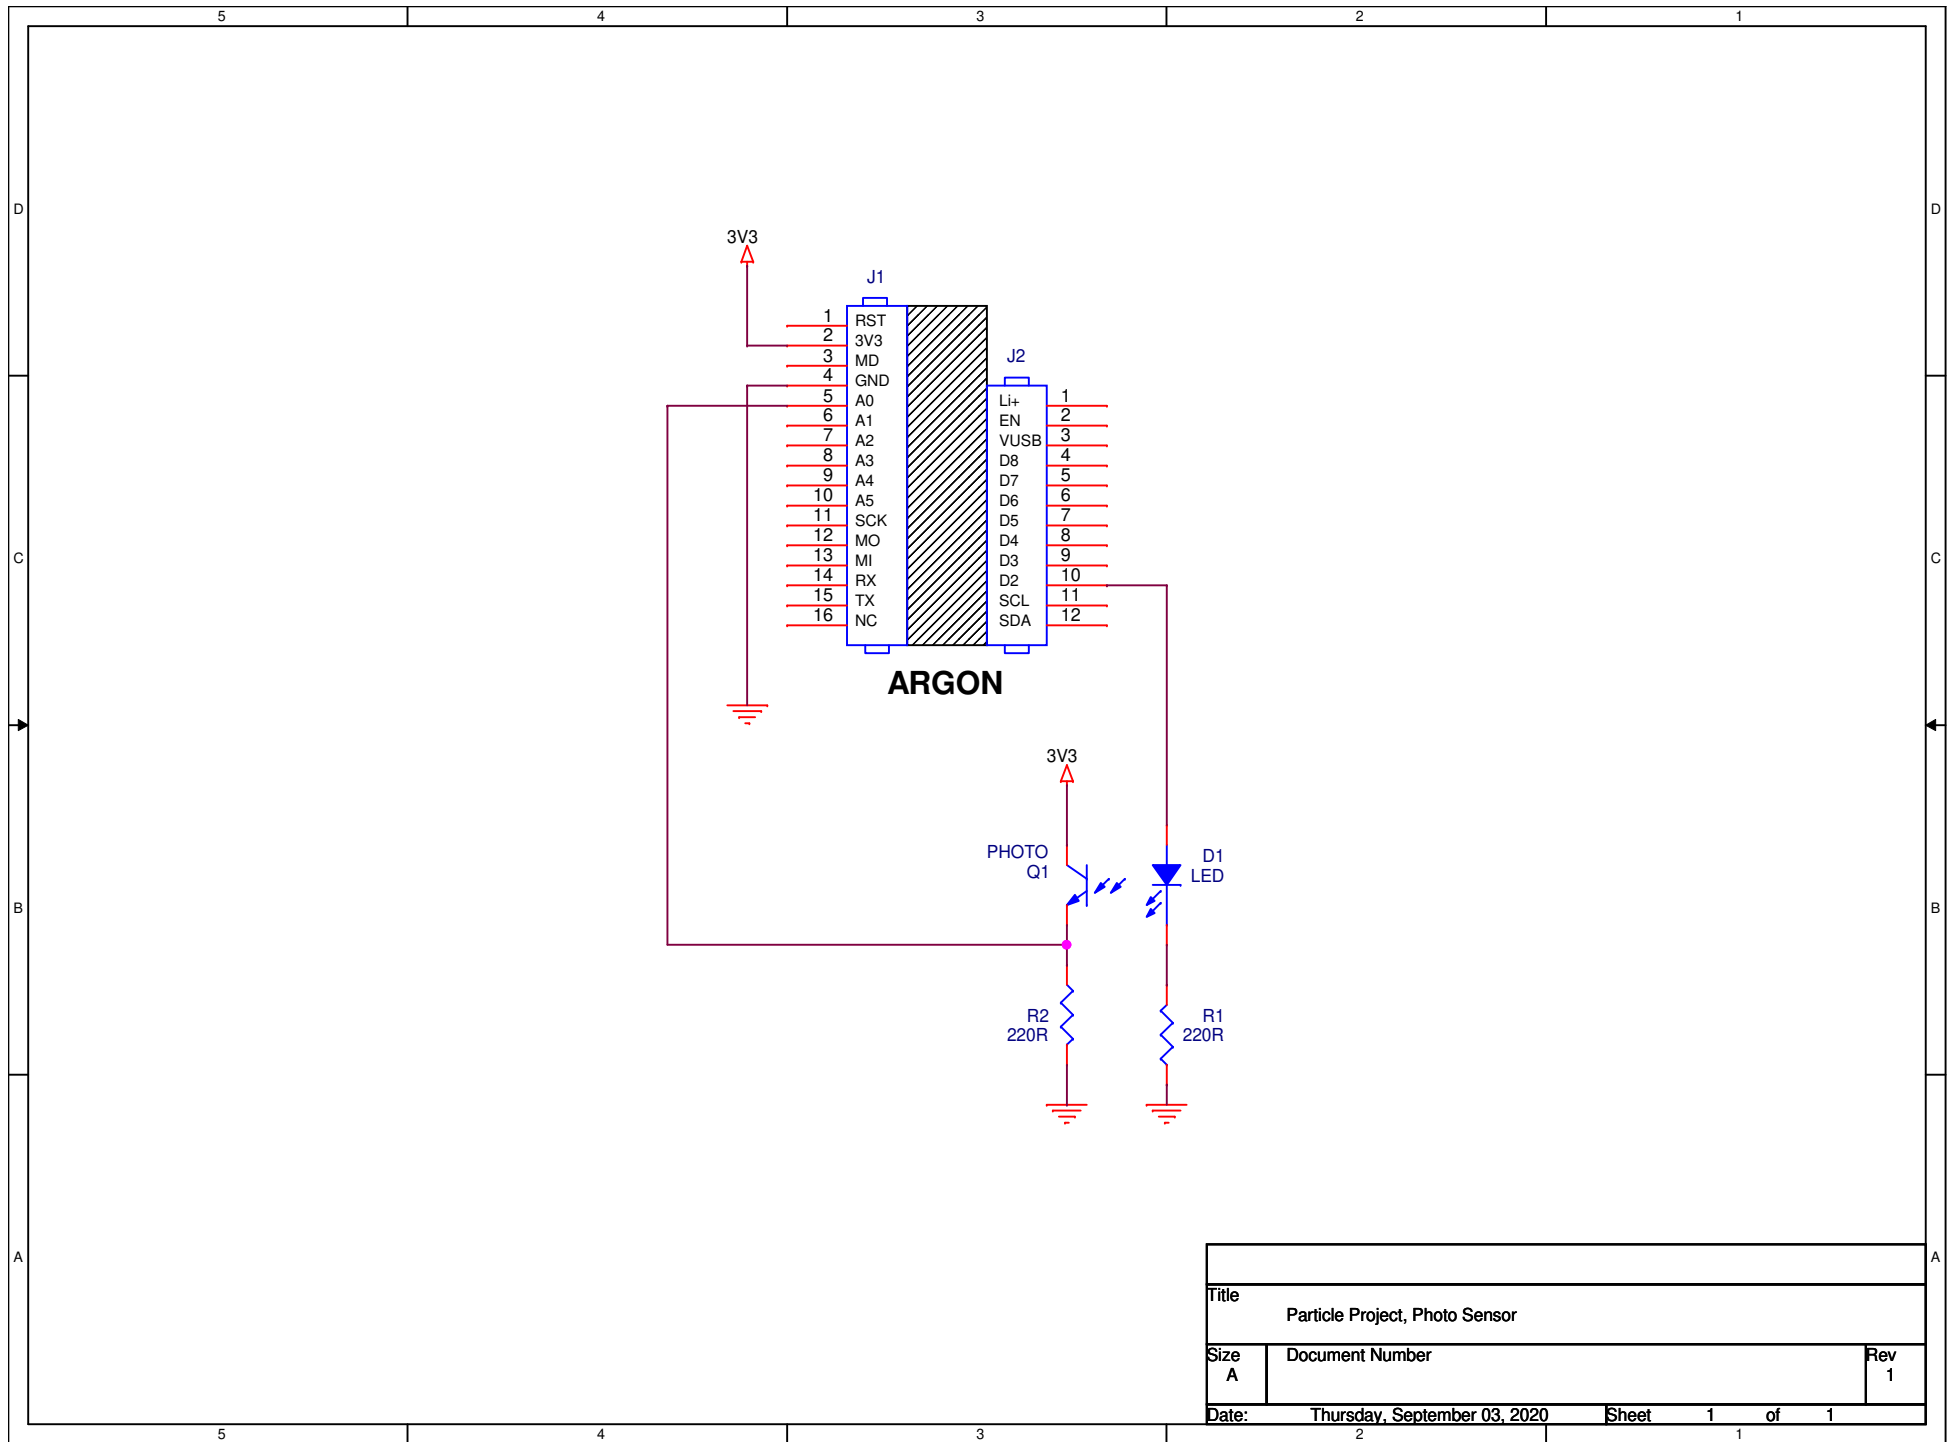 5 4 3 2 1
D D
3V3
J1
1 RST
2 3V3
3 MD
4 GND
5 A0
6 A1
7 A2
8 A3
9 A4
10 A5
11 SCK
12 MO
13 MI
14 RX
15 TX
16 NC
J2
Li+ 1
EN 2
VUSB 3
D8 4
D7 5
D6 6
D5 7
D4 8
D3 9
D2 10
SCL 11
SDA 12
C C
ARGON
3V3
PHOTO
Q1
D1
LED
B B
R2
220R
R1
220R
A A
Title
Particle Project, Photo Sensor
Size Document Number Rev
A 1
Date: Thursday, September 03, 2020 Sheet 1 of 1
5 4 3 2 1